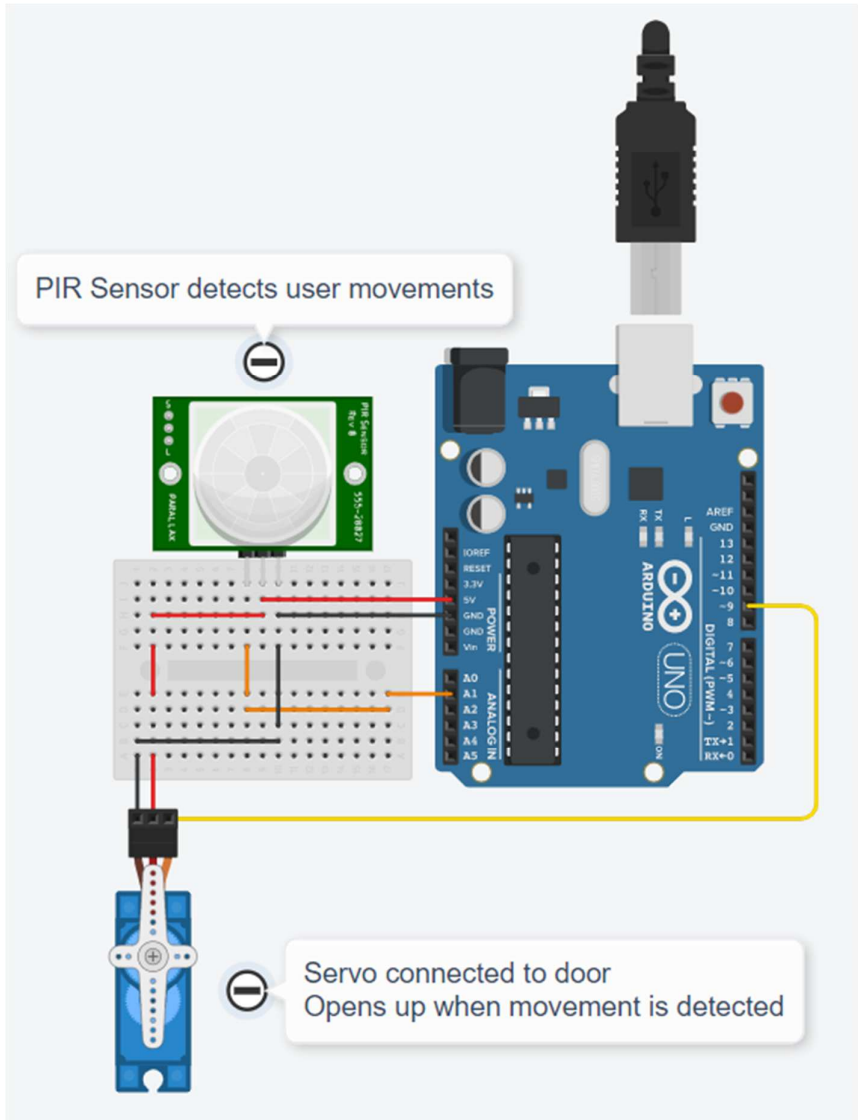 PIR Sensor detects user movements
S
L
PIR SENSOR
REV B
PARALLAX
555-28027
IOREF
RESET
3.3V
5V
GND
GND
Vin
POWER
A0
A1
A2
A3
A4
A5
ANALOG IN
RX
TX
L
ARDUINO
UNO
ON
AREF
GND
13
12
~11
~10
~9
8
7
~6
~5
4
~3
2
TX→1
RX←0
DIGITAL (PWM~)
Servo connected to door
Opens up when movement is detected